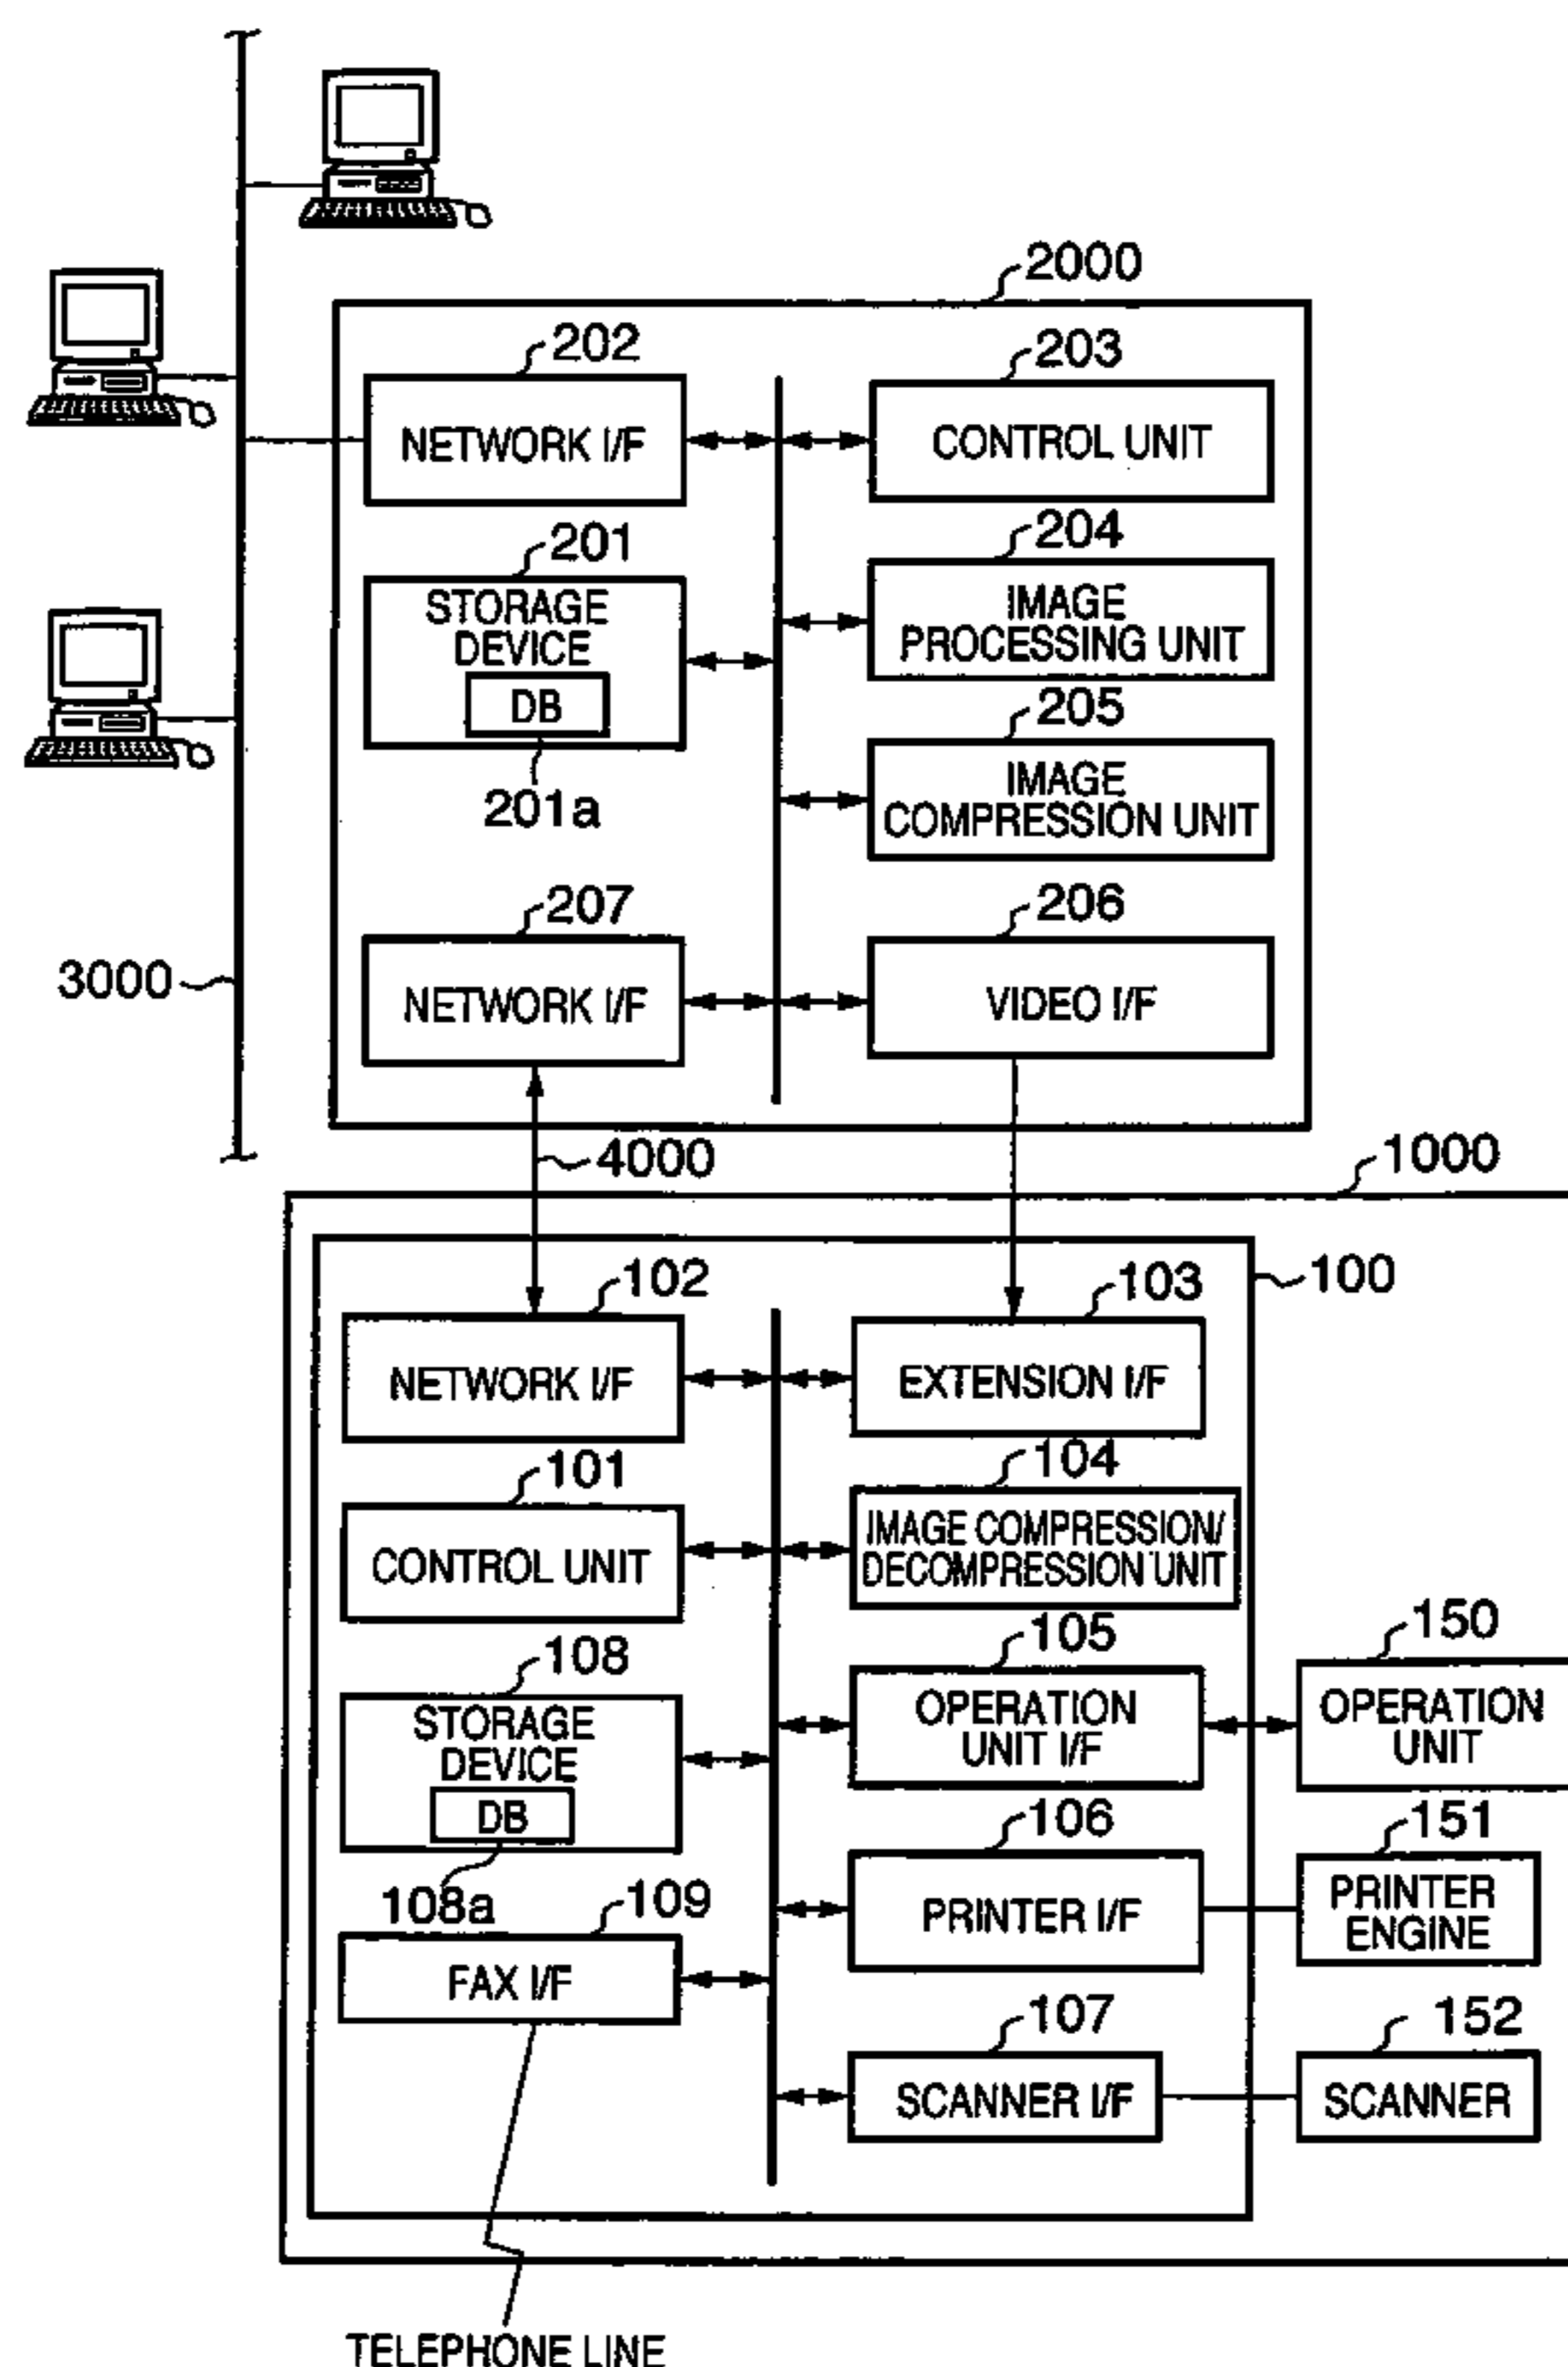 2000
202
NETWORK I/F
203
CONTROL UNIT
201
STORAGE
DEVICE
DB
201a
204
IMAGE
PROCESSING UNIT
205
IMAGE
COMPRESSION UNIT
207
NETWORK I/F
206
VIDEO I/F
3000
4000
1000
100
102
NETWORK I/F
103
EXTENSION I/F
101
CONTROL UNIT
104
IMAGE COMPRESSION/
DECOMPRESSION UNIT
108
STORAGE
DEVICE
DB
108a
105
OPERATION
UNIT I/F
150
OPERATION
UNIT
106
PRINTER I/F
151
PRINTER
ENGINE
109
FAX I/F
107
SCANNER I/F
152
SCANNER
TELEPHONE LINE